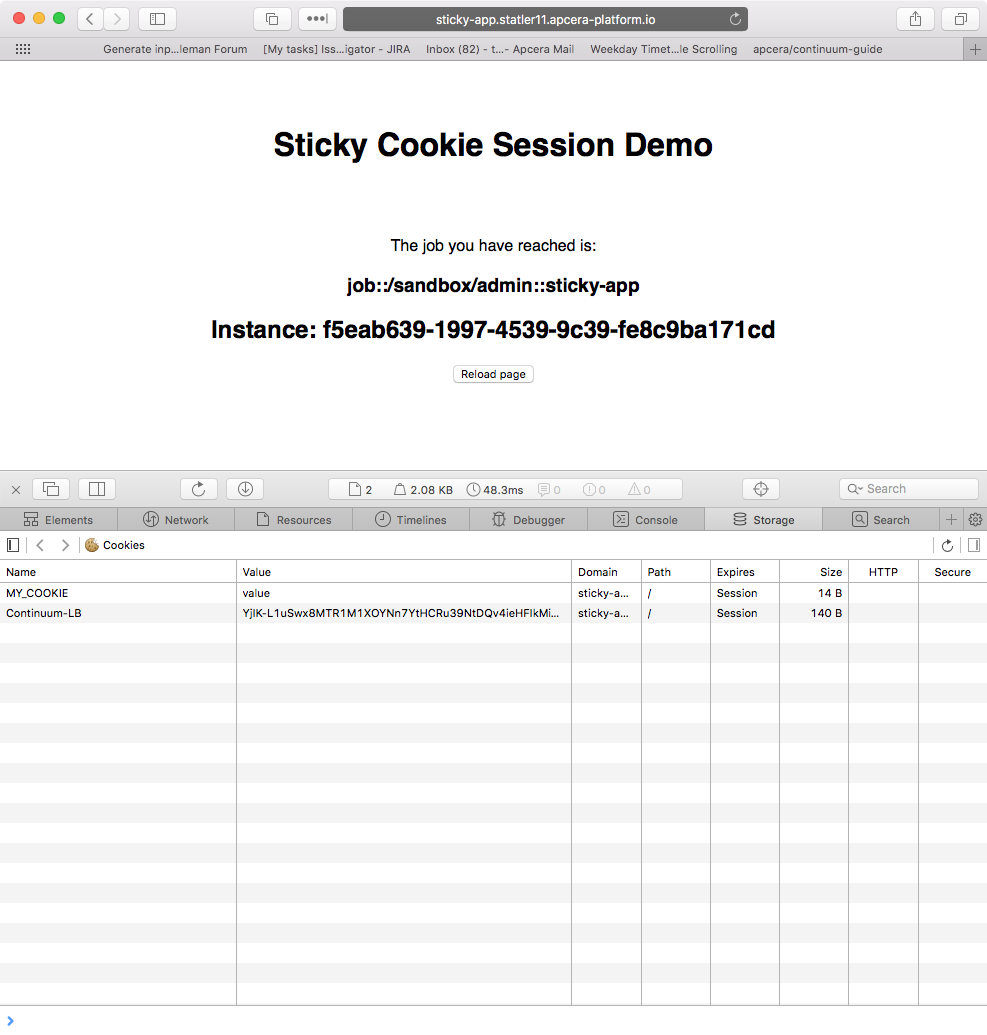 sticky-app.statler11.apcera-platform.io
Generate inp...leman Forum [My tasks] Iss...igator - JIRA Inbox (82) - t...- Apcera Mail Weekday Timet...le Scrolling apcera/continuum-guide
Sticky Cookie Session Demo
The job you have reached is:
job::/sandbox/admin::sticky-app
Instance: f5eab639-1997-4539-9c39-fe8c9ba171cd
Reload page
2 2.08 KB 48.3ms 0 0 0 Search
Elements Network Resources Timelines Debugger Console Storage Search
Cookies
Name Value Domain Path Expires Size HTTP Secure
MY_COOKIE value sticky-a... / Session 14 B
Continuum-LB YjlK-L1uSwx8MTR1M1XOYNn7YtHCRu39NtDQv4ieHFlkMi... sticky-a... / Session 140 B